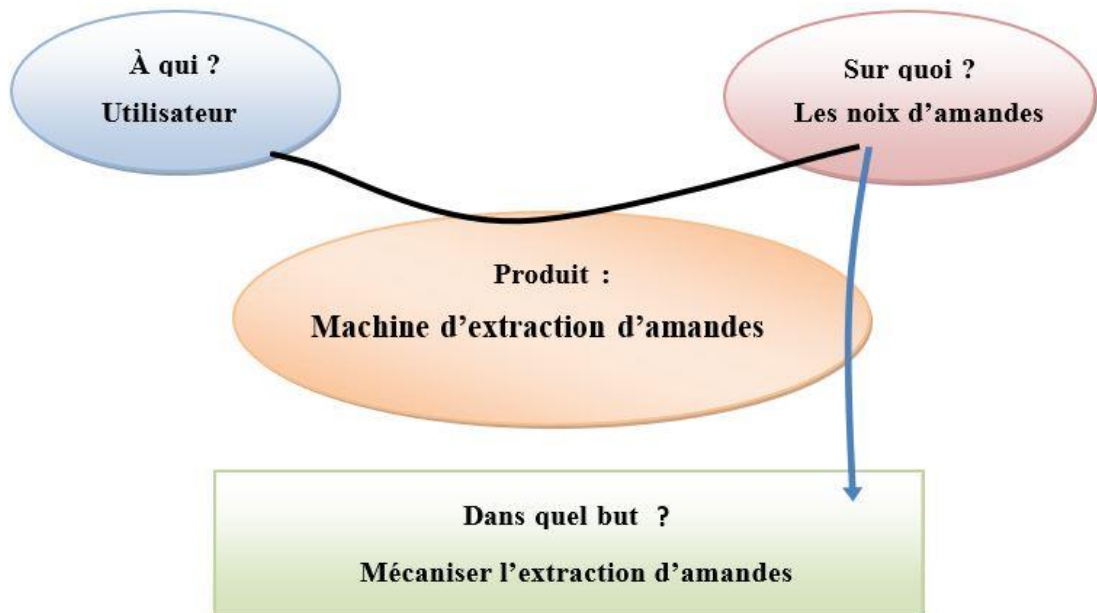 À qui ?
Utilisateur
Sur quoi ?
Les noix d’amandes
Produit :
Machine d’extraction d’amandes
Dans quel but ?
Mécaniser l’extraction d’amandes